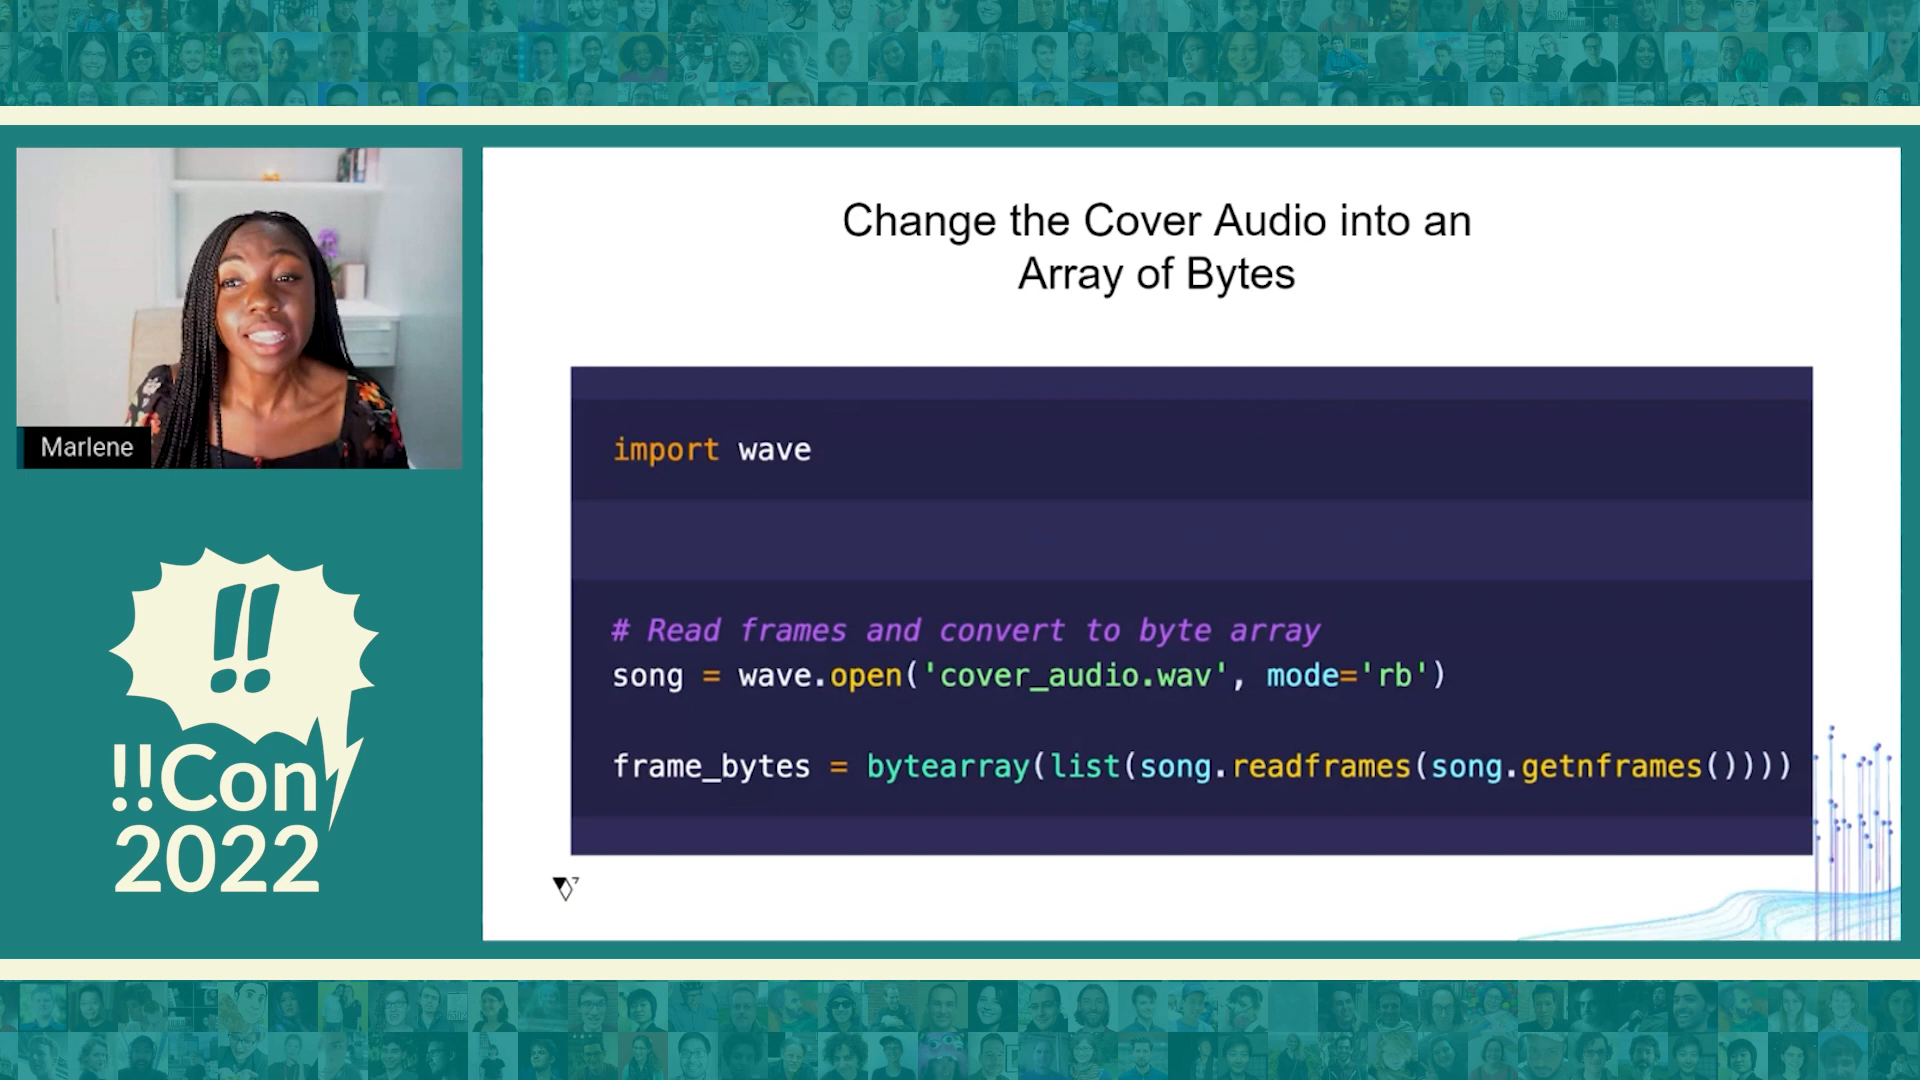 Change the Cover Audio into an
Array of Bytes
Marlene
import wave
# Read frames and convert to byte array
song = wave.open('cover_audio.wav', mode='rb')
frame_bytes = bytearray(list(song.readframes(song.getnframes())))
!!
!!Con
2022